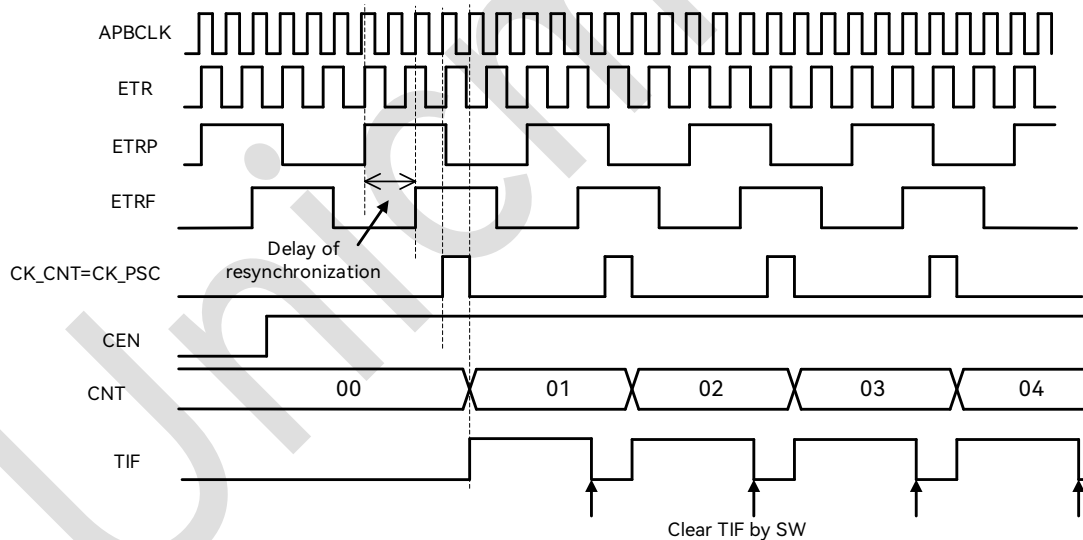 APBCLK
ETR
ETRP
ETRF
Delay of
resynchronization
CK_CNT=CK_PSC
CEN
CNT
00
01
02
03
04
TIF
Clear TIF by SW
Unicm